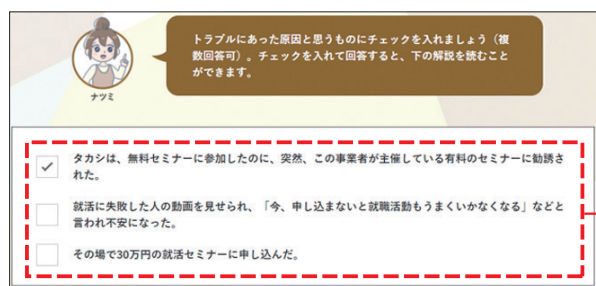 トラブルにあった原因と思うものにチェックを入れましょう（複
数回答可）。チェックを入れて回答すると、下の解説を読むこと
ができます。
ナツミ
タカシは、無料セミナーに参加したのに、突然、この事業者が主催している有料のセミナーに勧誘さ
れた。
就活に失敗した人の動画を見せられ、「今、申し込まないと就職活動もうまくいかなくなる」などと
言われ不安になった。
その場で30万円の就活セミナーに申し込んだ。